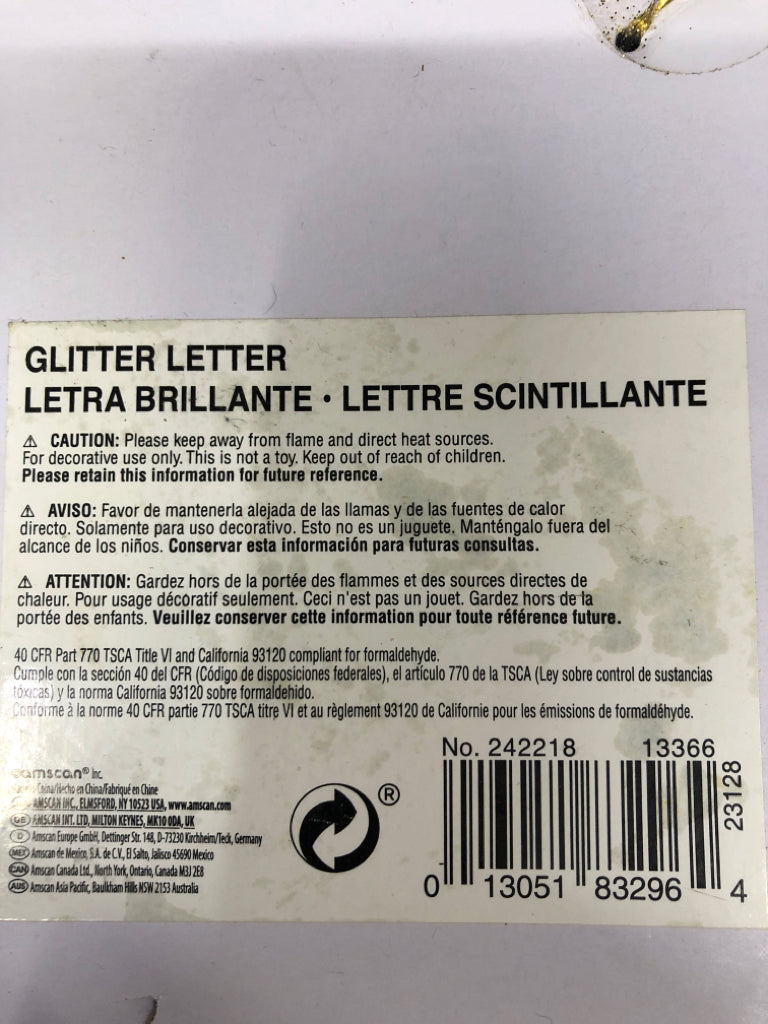 GLITTER LETTER
LETRA BRILLANTE • LETTRE SCINTILLANTE
⚠ CAUTION: Please keep away from flame and direct heat sources.
For decorative use only. This is not a toy. Keep out of reach of children.
Please retain this information for future reference.
⚠ AVISO: Favor de mantenerla alejada de las llamas y de las fuentes de calor
directo. Solamente para uso decorativo. Esto no es un juguete. Manténgalo fuera del
alcance de los niños. Conservar esta información para futuras consultas.
⚠ ATTENTION: Gardez hors de la portée des flammes et des sources directes de
chaleur. Pour usage décoratif seulement. Ceci n'est pas un jouet. Gardez hors de la
portée des enfants. Veuillez conserver cette information pour toute référence future.
40 CFR Part 770 TSCA Title VI and California 93120 compliant for formaldehyde.
Cumple con la sección 40 del CFR (Código de disposiciones federales), el artículo 770 de la TSCA (Ley sobre control de sustancias
tóxicas) y la norma California 93120 sobre formaldehido.
Conforme à la norme 40 CFR partie 770 TSCA titre VI et au règlement 93120 de Californie pour les émissions de formaldéhyde.
amscan® Inc.
China/Hecho en China/Fabriqué en Chine
AMSCAN INC., ELMSFORD, NY 10523 USA, www.amscan.com
GB AMSCAN INT. LTD, MILTON KEYNES, MK10 0DA, UK
D Amscan Europe GmbH, Dettinger Str. 148, D-73230 Kirchheim/Teck, Germany
MEX Amscan de Mexico, S.A. de C.V., El Salto, Jalisco 45690 Mexico
CAN Amscan Canada Ltd., North York, Ontario, Canada M3J 2E8
AUS Amscan Asia Pacific, Baulkham Hills NSW 2153 Australia
®
No. 242218 13366
23128
0 13051 83296 4